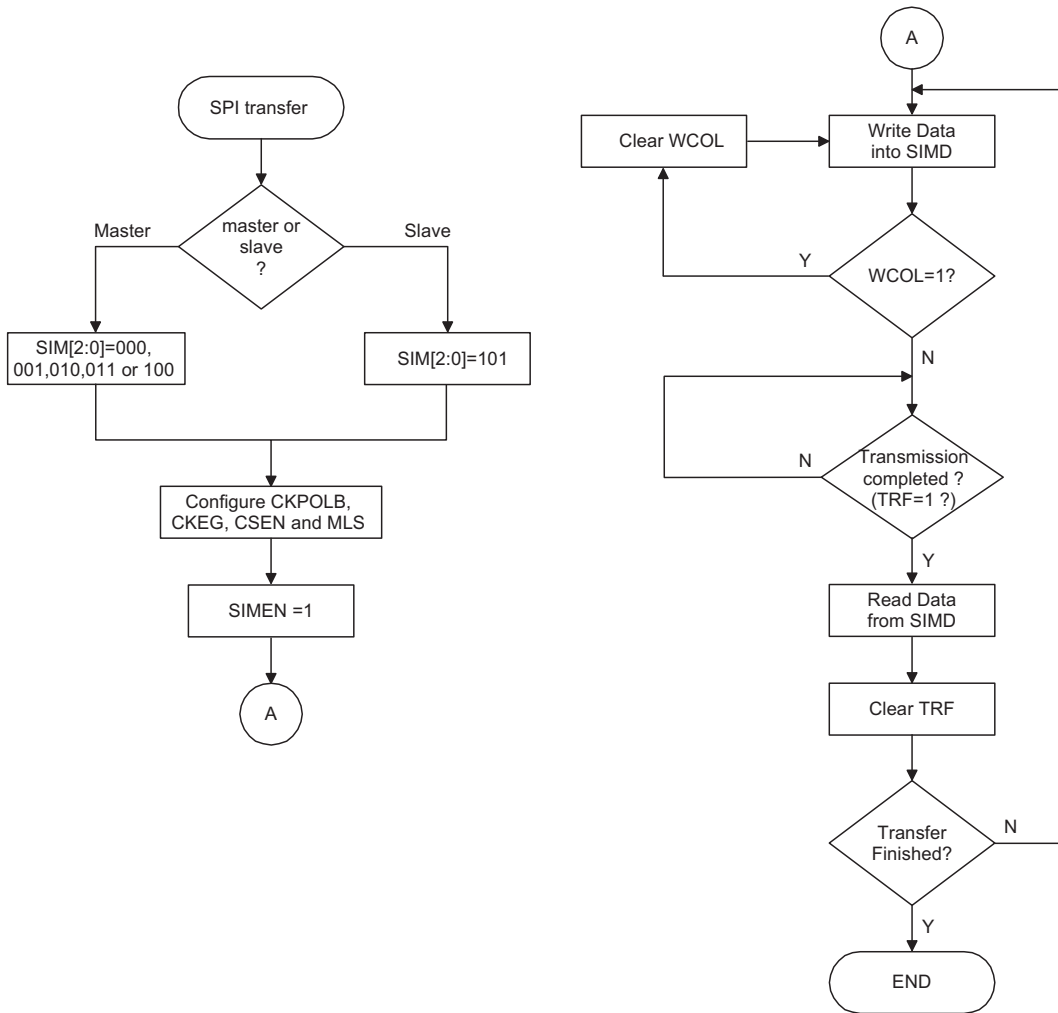 SPI transfer
master or
slave
?
Master
Slave
SIM[2:0]=000,
001,010,011 or 100
SIM[2:0]=101
Configure CKPOLB,
CKEG, CSEN and MLS
SIMEN =1
A
A
Write Data
into SIMD
Clear WCOL
WCOL=1?
Y
N
Transmission
completed ?
(TRF=1 ?)
N
Y
Read Data
from SIMD
Clear TRF
Transfer
Finished?
N
Y
END